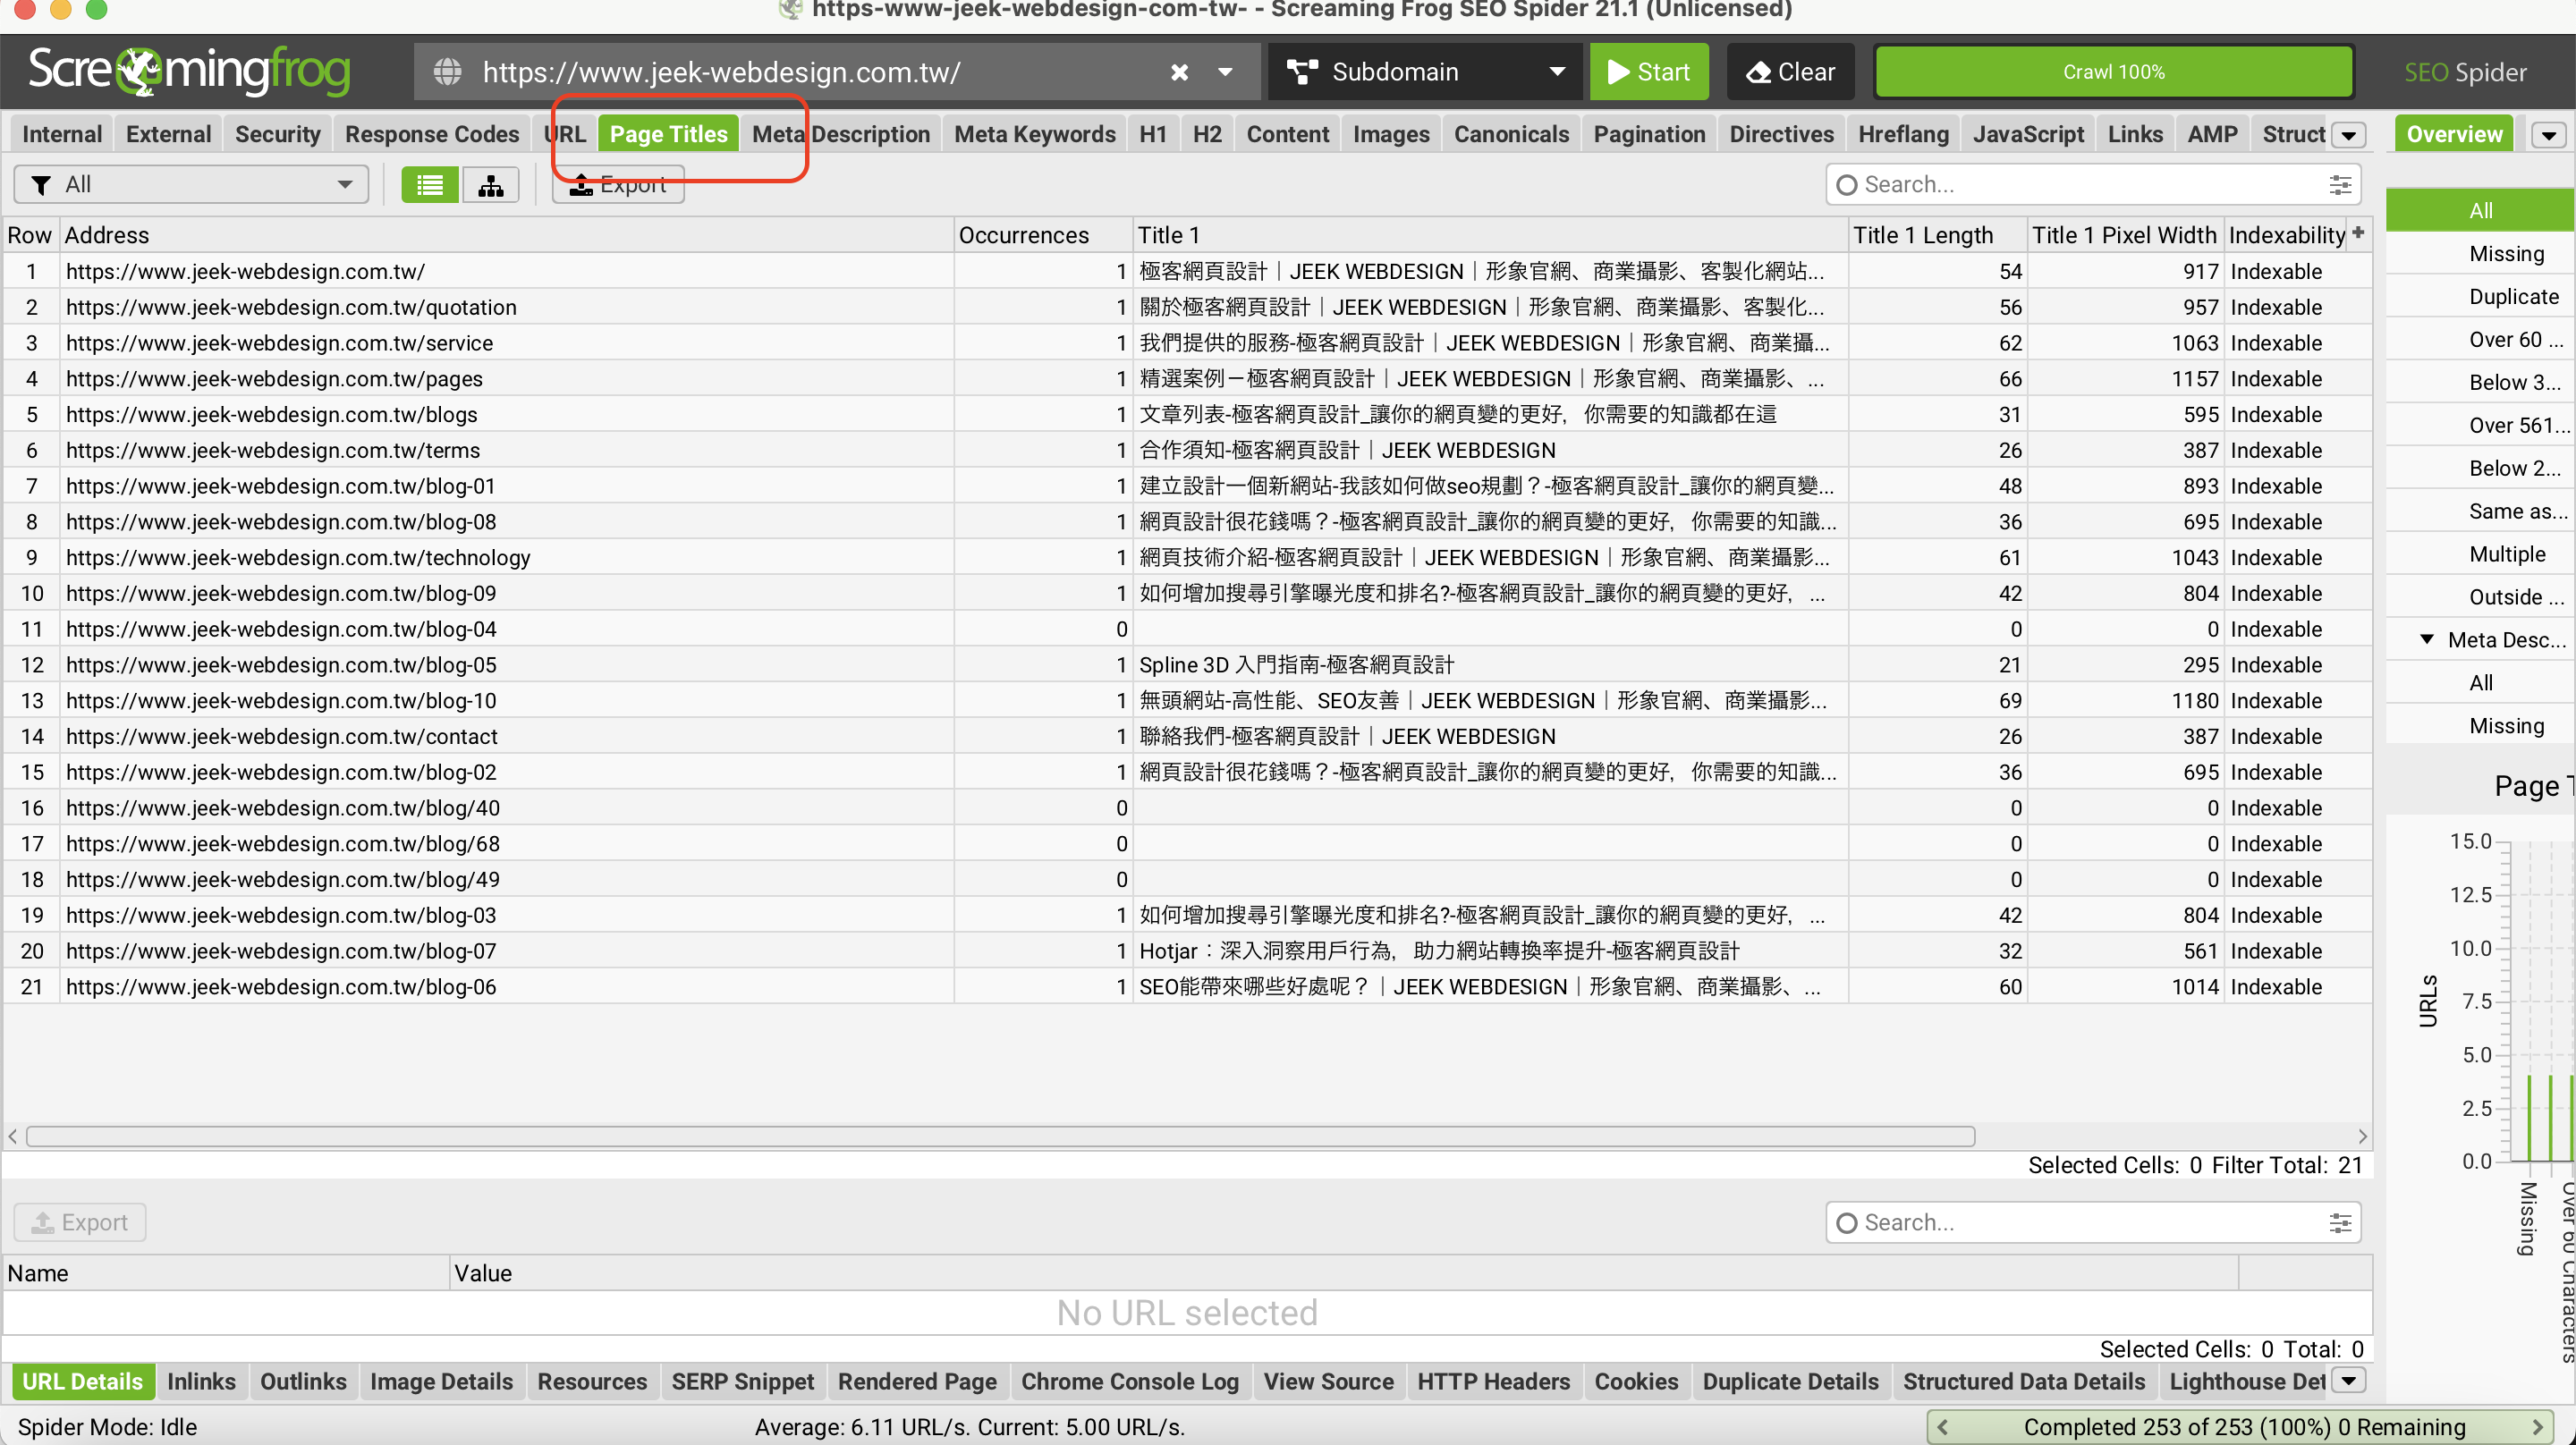 https-www-jeek-webdesign-com-tw- - Screaming Frog SEO Spider 21.1 (Unlicensed)
Screamingfrog https://www.jeek-webdesign.com.tw/ Subdomain Start Clear Crawl 100% SEO Spider
Internal External Security Response Codes URL Page Titles Meta Description Meta Keywords H1 H2 Content Images Canonicals Pagination Directives Hreflang JavaScript Links AMP Struct Overview
All Export Search...
Row Address Occurrences Title 1 Title 1 Length Title 1 Pixel Width Indexability +
1 https://www.jeek-webdesign.com.tw/ 1 極客網頁設計｜JEEK WEBDESIGN｜形象官網、商業攝影、客製化網站... 54 917 Indexable
2 https://www.jeek-webdesign.com.tw/quotation 1 關於極客網頁設計｜JEEK WEBDESIGN｜形象官網、商業攝影、客製化... 56 957 Indexable
3 https://www.jeek-webdesign.com.tw/service 1 我們提供的服務-極客網頁設計｜JEEK WEBDESIGN｜形象官網、商業攝... 62 1063 Indexable
4 https://www.jeek-webdesign.com.tw/pages 1 精選案例－極客網頁設計｜JEEK WEBDESIGN｜形象官網、商業攝影、... 66 1157 Indexable
5 https://www.jeek-webdesign.com.tw/blogs 1 文章列表-極客網頁設計_讓你的網頁變的更好，你需要的知識都在這 31 595 Indexable
6 https://www.jeek-webdesign.com.tw/terms 1 合作須知-極客網頁設計｜JEEK WEBDESIGN 26 387 Indexable
7 https://www.jeek-webdesign.com.tw/blog-01 1 建立設計一個新網站-我該如何做seo規劃？-極客網頁設計_讓你的網頁變... 48 893 Indexable
8 https://www.jeek-webdesign.com.tw/blog-08 1 網頁設計很花錢嗎？-極客網頁設計_讓你的網頁變的更好，你需要的知識... 36 695 Indexable
9 https://www.jeek-webdesign.com.tw/technology 1 網頁技術介紹-極客網頁設計｜JEEK WEBDESIGN｜形象官網、商業攝影... 61 1043 Indexable
10 https://www.jeek-webdesign.com.tw/blog-09 1 如何增加搜尋引擎曝光度和排名?-極客網頁設計_讓你的網頁變的更好，... 42 804 Indexable
11 https://www.jeek-webdesign.com.tw/blog-04 0 0 0 Indexable
12 https://www.jeek-webdesign.com.tw/blog-05 1 Spline 3D 入門指南-極客網頁設計 21 295 Indexable
13 https://www.jeek-webdesign.com.tw/blog-10 1 無頭網站-高性能、SEO友善｜JEEK WEBDESIGN｜形象官網、商業攝影... 69 1180 Indexable
14 https://www.jeek-webdesign.com.tw/contact 1 聯絡我們-極客網頁設計｜JEEK WEBDESIGN 26 387 Indexable
15 https://www.jeek-webdesign.com.tw/blog-02 1 網頁設計很花錢嗎？-極客網頁設計_讓你的網頁變的更好，你需要的知識... 36 695 Indexable
16 https://www.jeek-webdesign.com.tw/blog/40 0 0 0 Indexable
17 https://www.jeek-webdesign.com.tw/blog/68 0 0 0 Indexable
18 https://www.jeek-webdesign.com.tw/blog/49 0 0 0 Indexable
19 https://www.jeek-webdesign.com.tw/blog-03 1 如何增加搜尋引擎曝光度和排名?-極客網頁設計_讓你的網頁變的更好，... 42 804 Indexable
20 https://www.jeek-webdesign.com.tw/blog-07 1 Hotjar：深入洞察用戶行為，助力網站轉換率提升-極客網頁設計 32 561 Indexable
21 https://www.jeek-webdesign.com.tw/blog-06 1 SEO能帶來哪些好處呢？｜JEEK WEBDESIGN｜形象官網、商業攝影、... 60 1014 Indexable
Selected Cells: 0 Filter Total: 21
All
Missing
Duplicate
Over 60 ...
Below 3...
Over 561...
Below 2...
Same as...
Multiple
Outside ...
Meta Desc...
All
Missing
Page T
15.0
12.5
10.0
7.5
5.0
2.5
0.0
URLs
Missing
Over 60 Characters
Export Search...
Name Value
No URL selected
Selected Cells: 0 Total: 0
URL Details Inlinks Outlinks Image Details Resources SERP Snippet Rendered Page Chrome Console Log View Source HTTP Headers Cookies Duplicate Details Structured Data Details Lighthouse Det
Spider Mode: Idle Average: 6.11 URL/s. Current: 5.00 URL/s. Completed 253 of 253 (100%) 0 Remaining